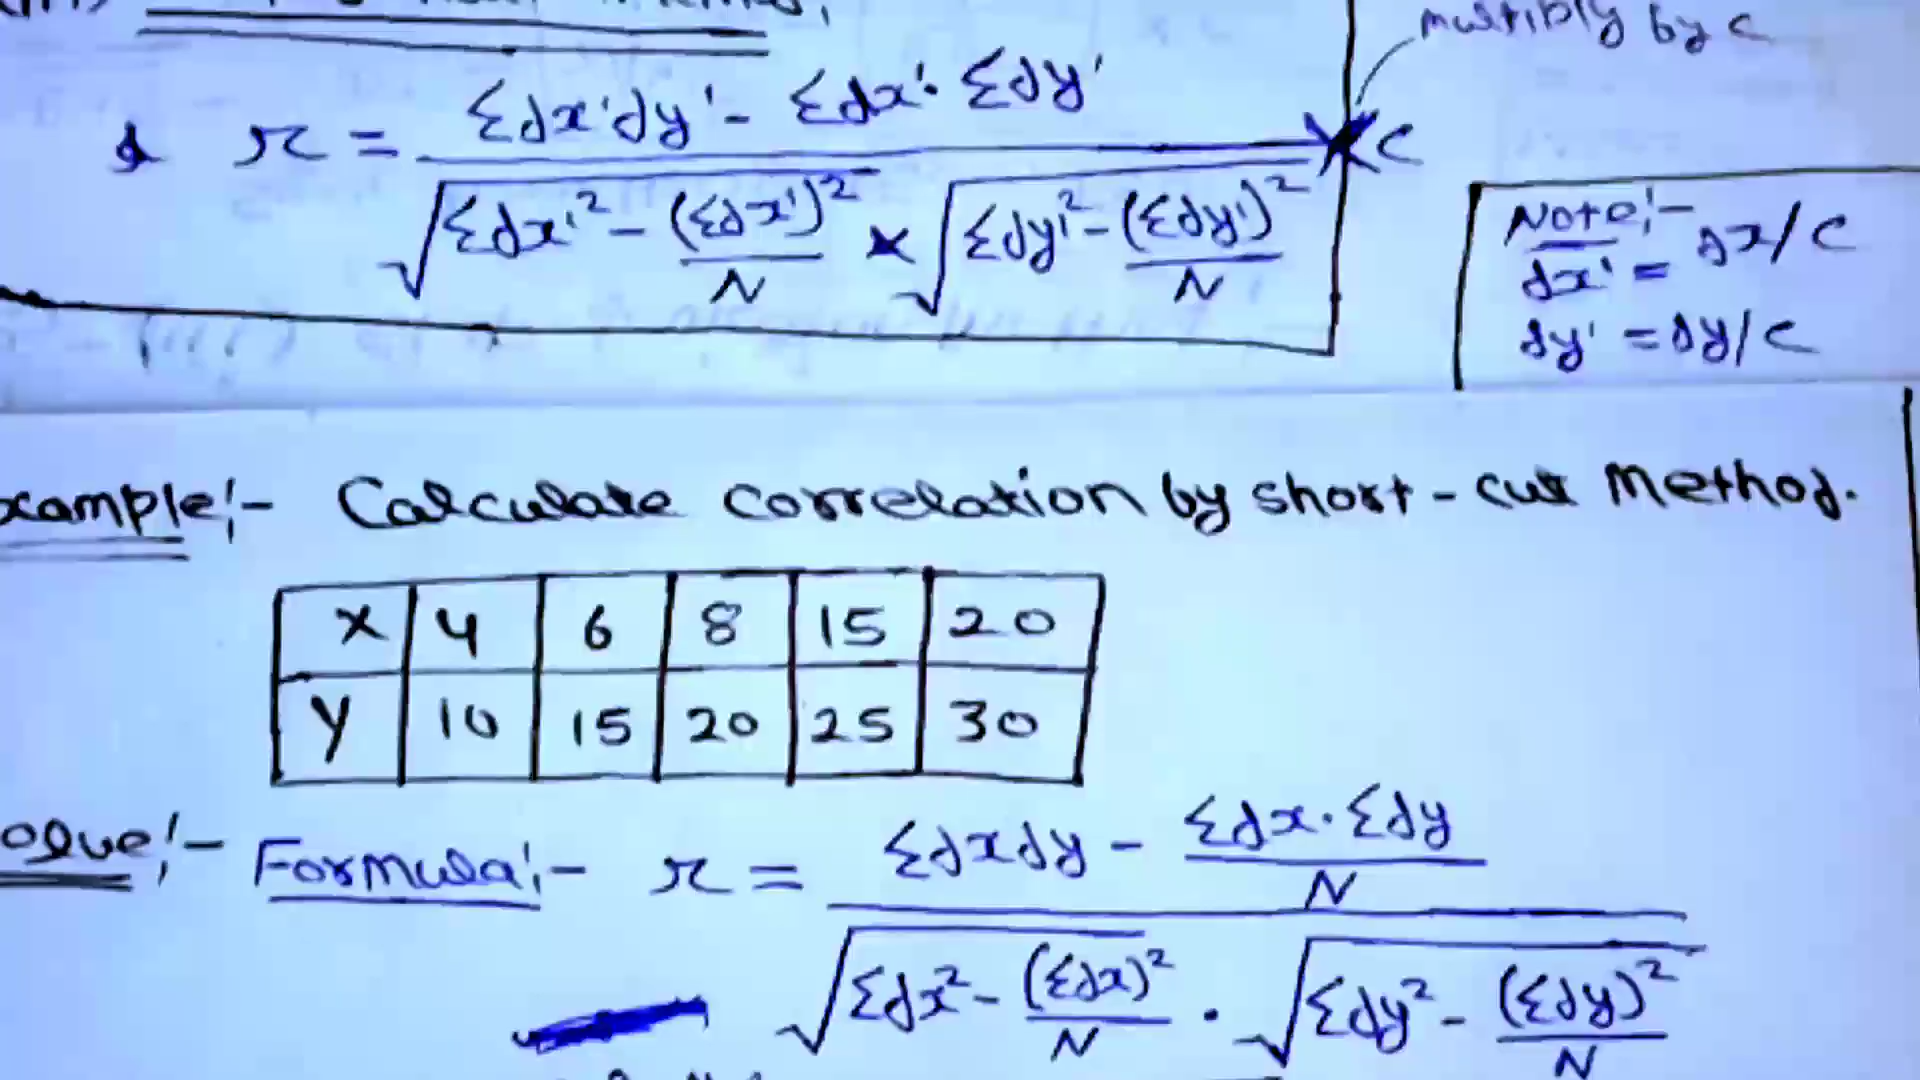 multiply by c
r = Σdx'dy' - Σdx'. Σdy' / √Σdx'² - (Σdx')²/N × √Σdy'² - (Σdy')²/N × c
Note:-
dx' = dx/c
dy' = dy/c
xample:- Calculate correlation by short-cut Method.
X 4 6 8 15 20
y 10 15 20 25 30
olve:- Formula:- r = Σdxdy - Σdx.Σdy/N / √Σdx² - (Σdx)²/N . √Σdy² - (Σdy)²/N